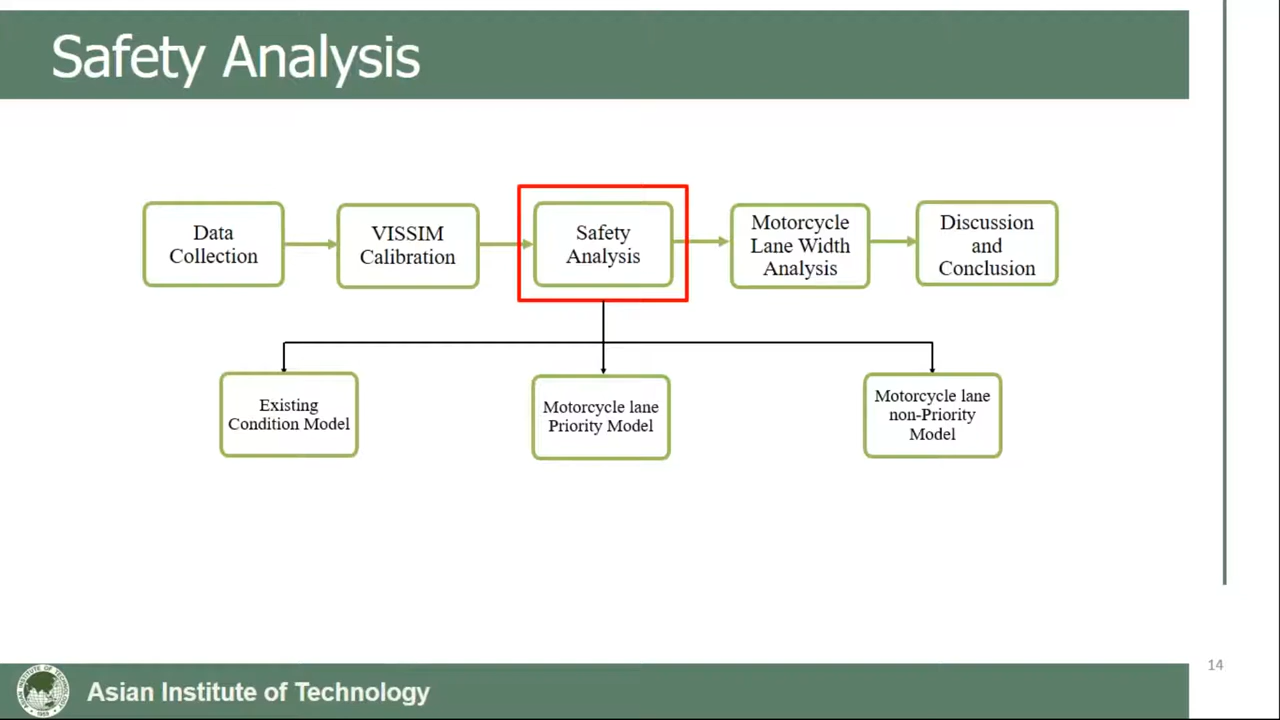 Safety Analysis
Data
Collection
VISSIM
Calibration
Safety
Analysis
Motorcycle
Lane Width
Analysis
Discussion
and
Conclusion
Existing
Condition Model
Motorcycle lane
Priority Model
Motorcycle lane
non-Priority
Model
14
Asian Institute of Technology